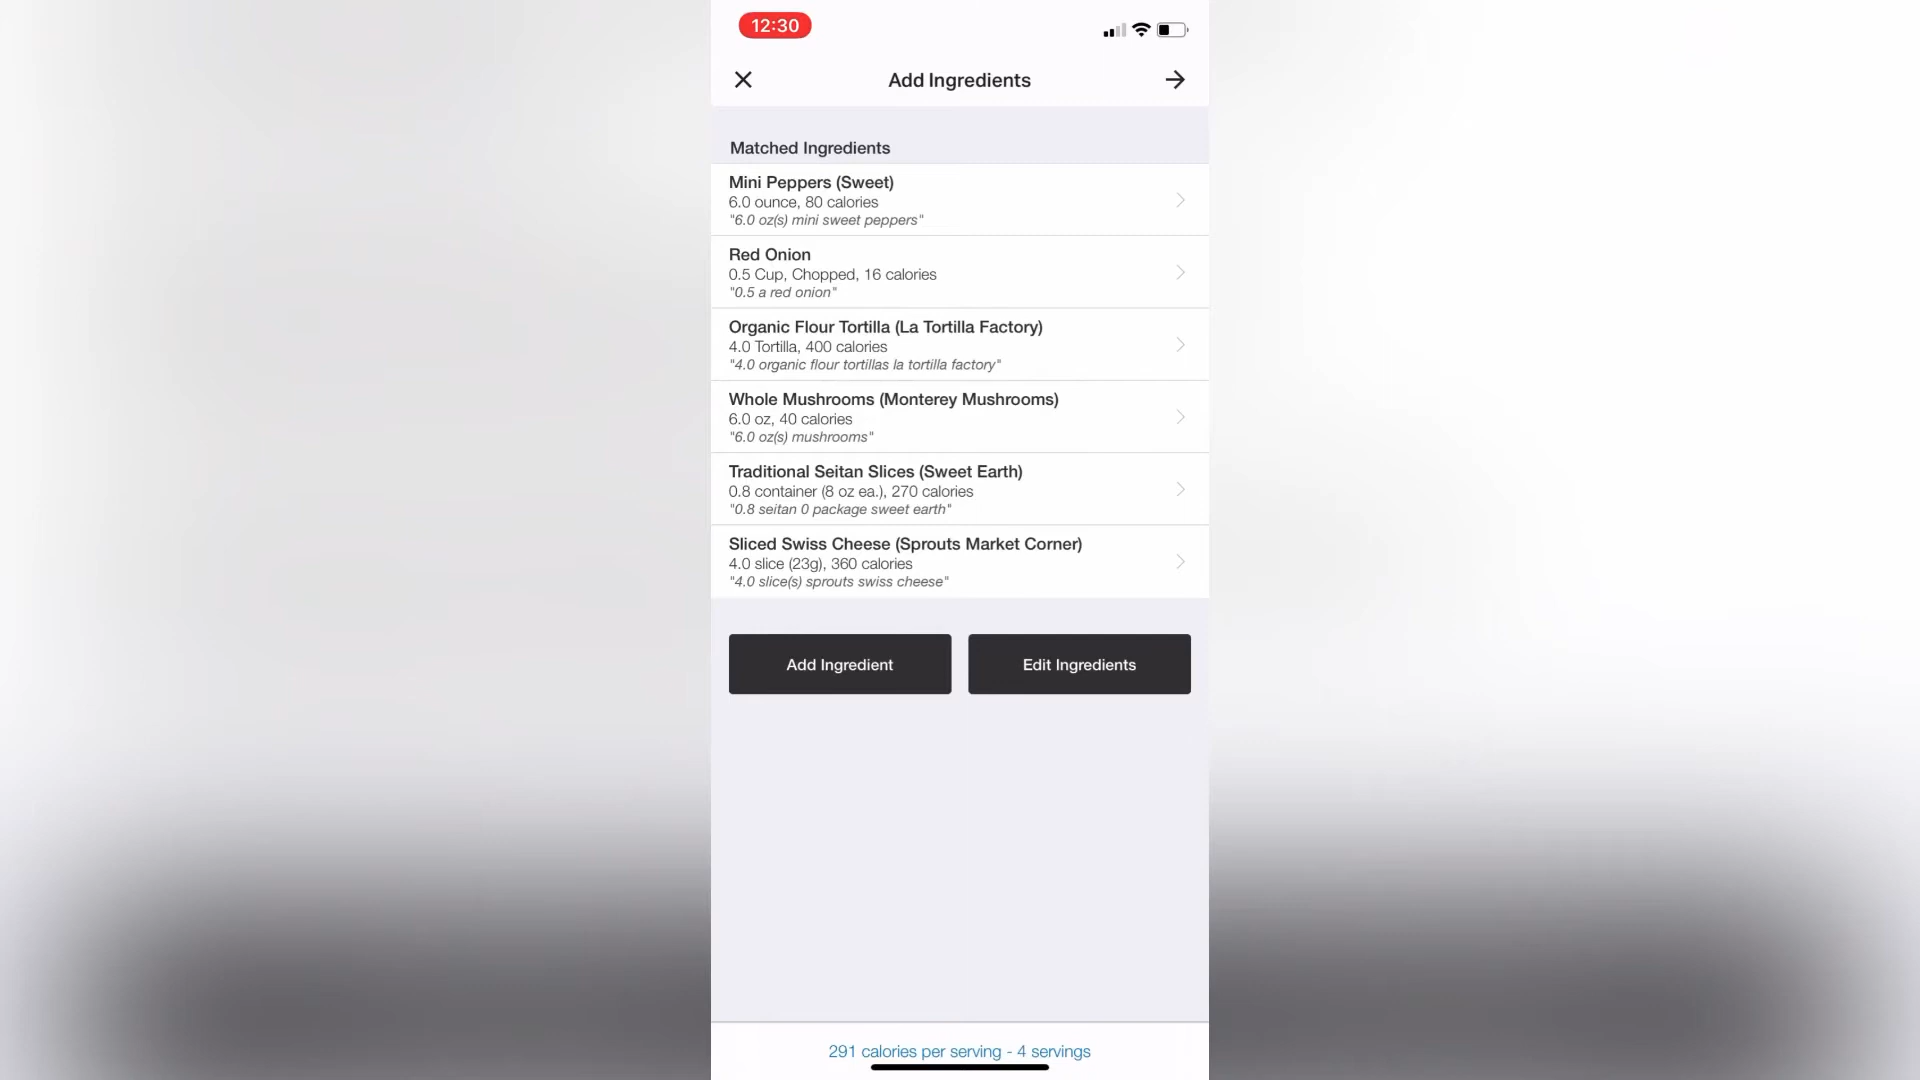 12:30
Add Ingredients
Matched Ingredients
Mini Peppers (Sweet)
6.0 ounce, 80 calories
"6.0 oz(s) mini sweet peppers"
Red Onion
0.5 Cup, Chopped, 16 calories
"0.5 a red onion"
Organic Flour Tortilla (La Tortilla Factory)
4.0 Tortilla, 400 calories
"4.0 organic flour tortillas la tortilla factory"
Whole Mushrooms (Monterey Mushrooms)
6.0 oz, 40 calories
"6.0 oz(s) mushrooms"
Traditional Seitan Slices (Sweet Earth)
0.8 container (8 oz ea.), 270 calories
"0.8 seitan 0 package sweet earth"
Sliced Swiss Cheese (Sprouts Market Corner)
4.0 slice (23g), 360 calories
"4.0 slice(s) sprouts swiss cheese"
Add Ingredient
Edit Ingredients
291 calories per serving - 4 servings